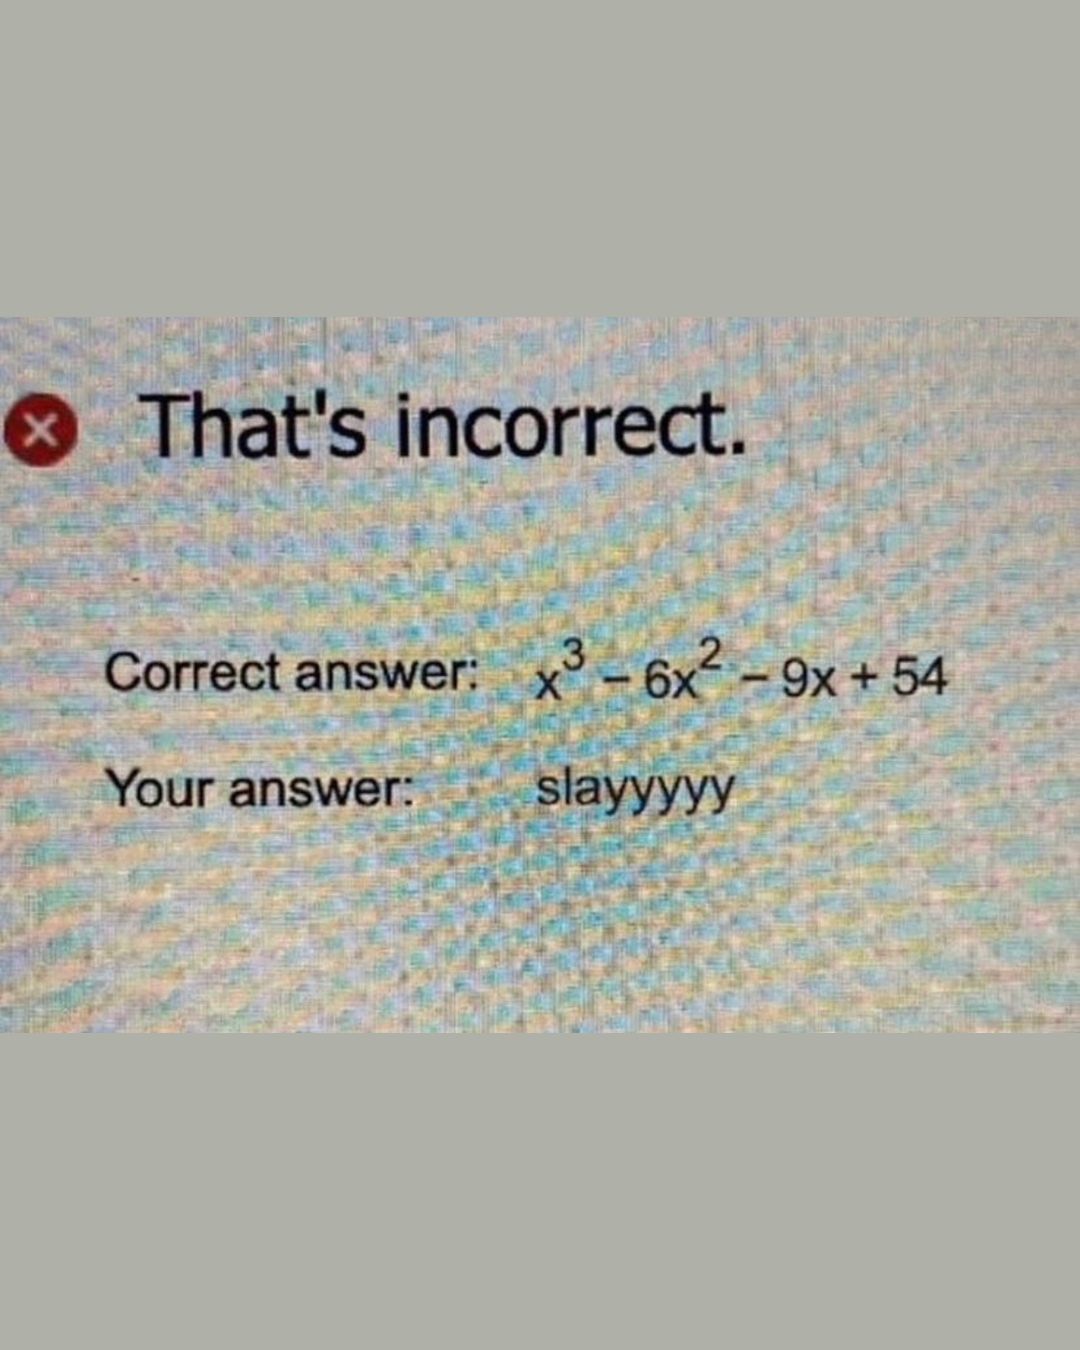 That's incorrect.
Correct answer: x³ – 6x² – 9x + 54
Your answer: slayyyyy